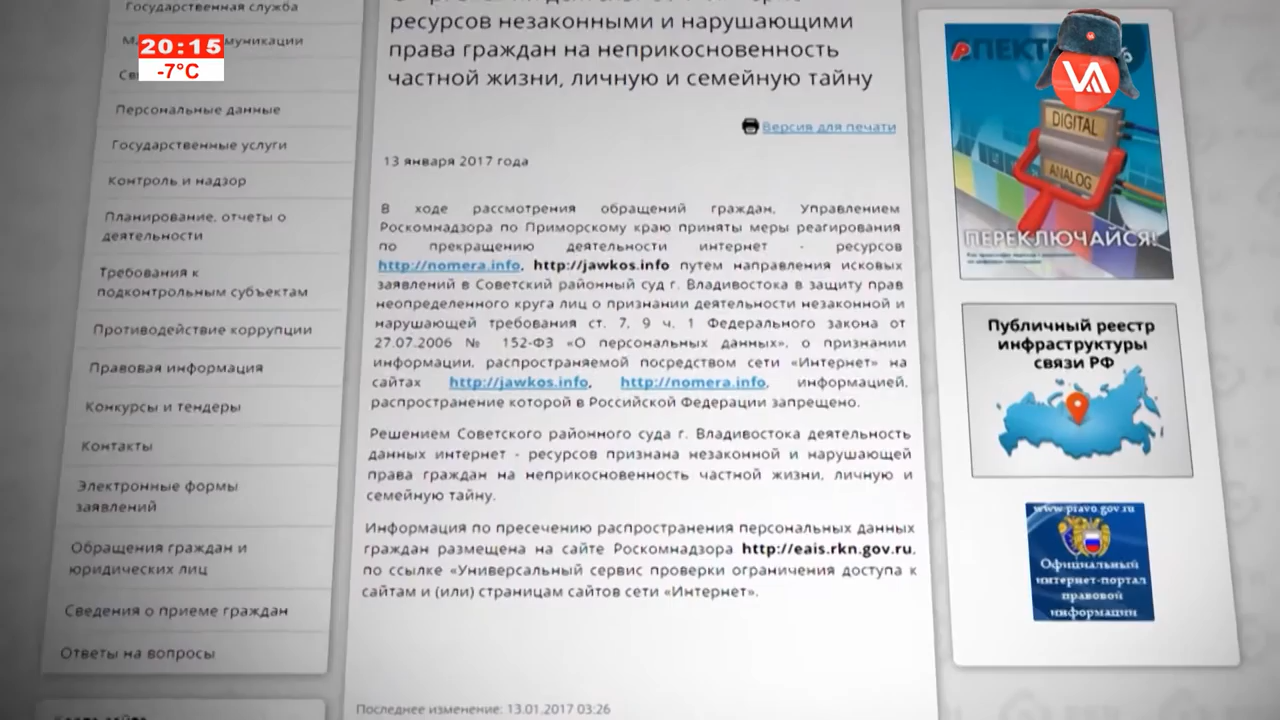 Государственная служба
20:15
-7°C
Персональные данные
Государственные услуги
Контроль и надзор
Планирование, отчеты о
деятельности
Требования к
подконтрольным субъектам
Противодействие коррупции
Правовая информация
Конкурсы и тендеры
Контакты
Электронные формы
заявлений
Обращения граждан и
юридических лиц
Сведения о приеме граждан
Ответы на вопросы
ресурсов незаконными и нарушающими
права граждан на неприкосновенность
частной жизни, личную и семейную тайну
Версия для печати
13 января 2017 года
В ходе рассмотрения обращений граждан, Управлением
Роскомнадзора по Приморскому краю приняты меры реагирования
по прекращению деятельности интернет - ресурсов
http://nomera.info, http://jawkos.info путем направления исковых
заявлений в Советский районный суд г. Владивостока в защиту прав
неопределенного круга лиц о признании деятельности незаконной и
нарушающей требования ст. 7, 9 ч. 1 Федерального закона от
27.07.2006 № 152-ФЗ «О персональных данных», о признании
информации, распространяемой посредством сети «Интернет» на
сайтах http://jawkos.info, http://nomera.info, информацией,
распространение которой в Российской Федерации запрещено.
Решением Советского районного суда г. Владивостока деятельность
данных интернет - ресурсов признана незаконной и нарушающей
права граждан на неприкосновенность частной жизни, личную и
семейную тайну.
Информация по пресечению распространения персональных данных
граждан размещена на сайте Роскомнадзора http://eais.rkn.gov.ru,
по ссылке «Универсальный сервис проверки ограничения доступа к
сайтам и (или) страницам сайтов сети «Интернет».
Последнее изменение: 13.01.2017 03:26
DIGITAL
ANALOG
ПЕРЕКЛЮЧАЙСЯ!
Публичный реестр
инфраструктуры
связи РФ
www.pravo.gov.ru
Официальный
интернет-портал
правовой
информации